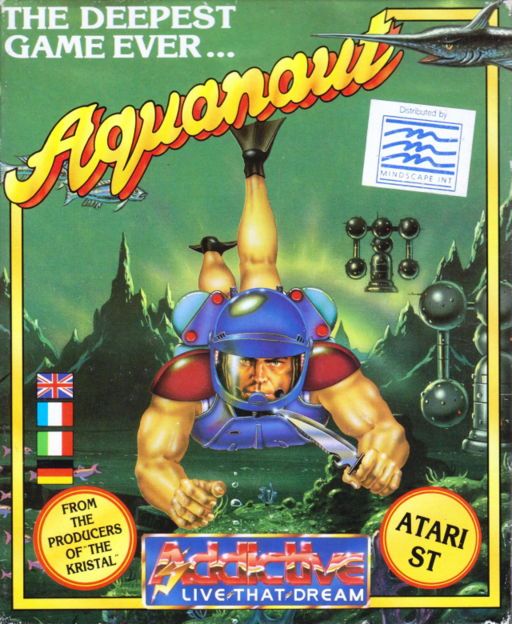 THE DEEPEST
GAME EVER...
Aquanaut
Distributed by
MINDSCAPE INT
FROM
THE
PRODUCERS
OF "THE
KRISTAL"
ATARI
ST
Addictive
LIVE·THAT·DREAM